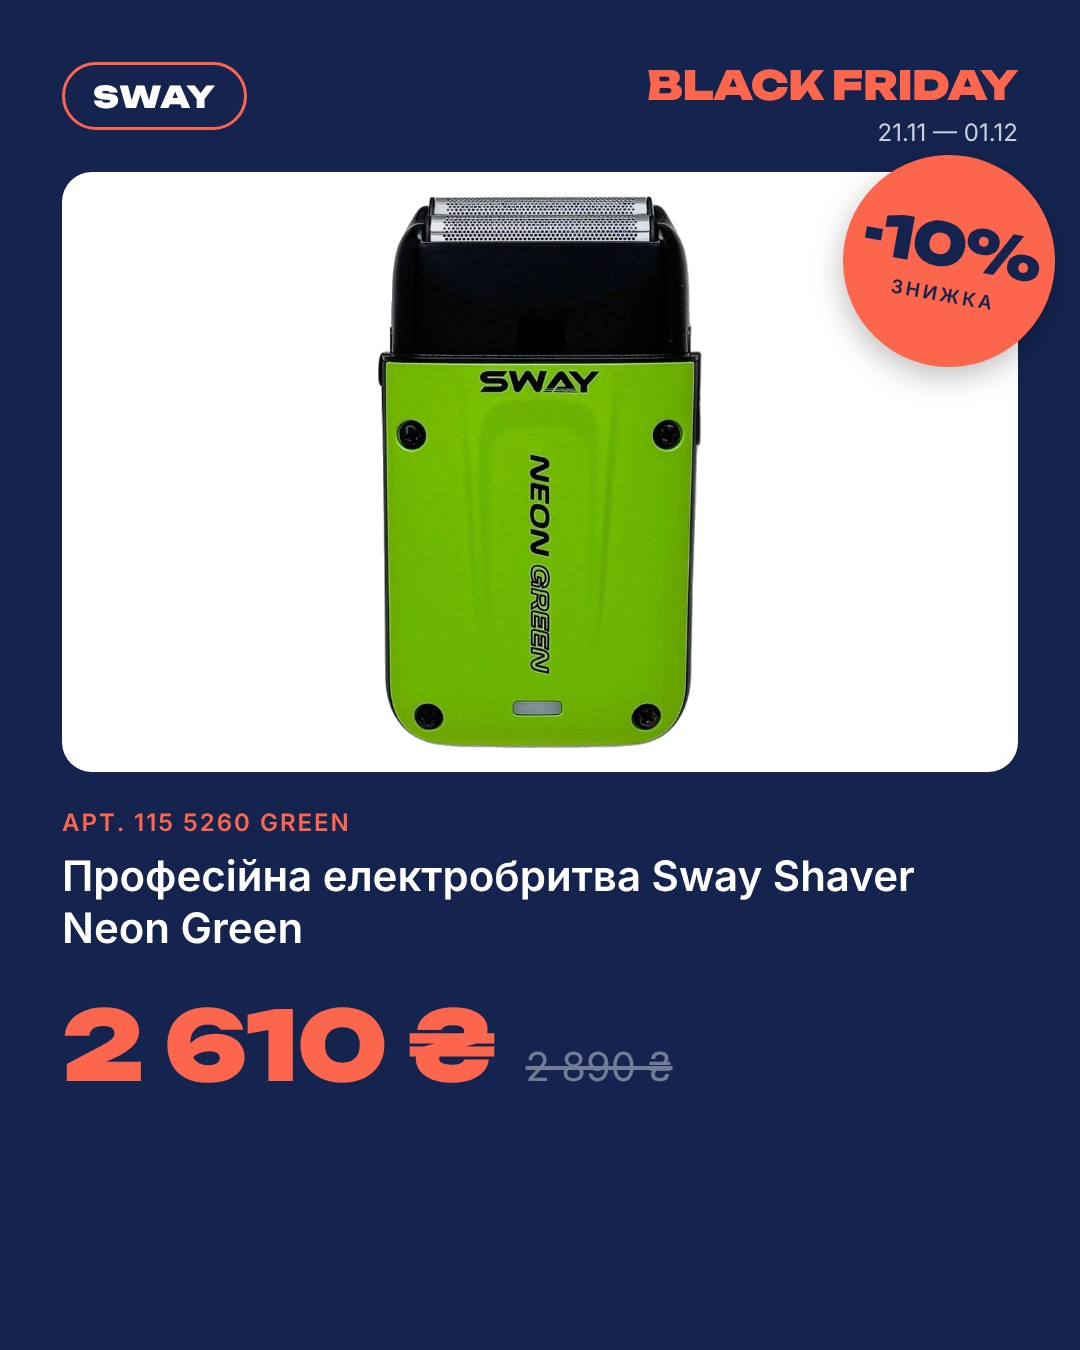 SWAY
BLACK FRIDAY
21.11 — 01.12
-10%
ЗНИЖКА
SWAY
NEON GREEN
АРТ. 115 5260 GREEN
Професійна електробритва Sway Shaver
Neon Green
2 610 ₴ 2 890 ₴